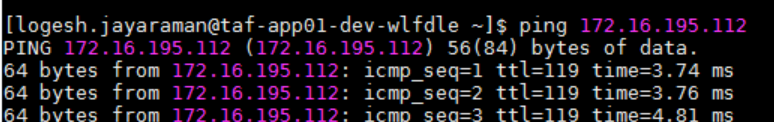 [logesh.jayaraman@taf-app01-dev-wlfdle ~]$ ping 172.16.195.112
PING 172.16.195.112 (172.16.195.112) 56(84) bytes of data.
64 bytes from 172.16.195.112: icmp_seq=1 ttl=119 time=3.74 ms
64 bytes from 172.16.195.112: icmp_seq=2 ttl=119 time=3.76 ms
64 bytes from 172.16.195.112: icmp_seq=3 ttl=119 time=4.81 ms